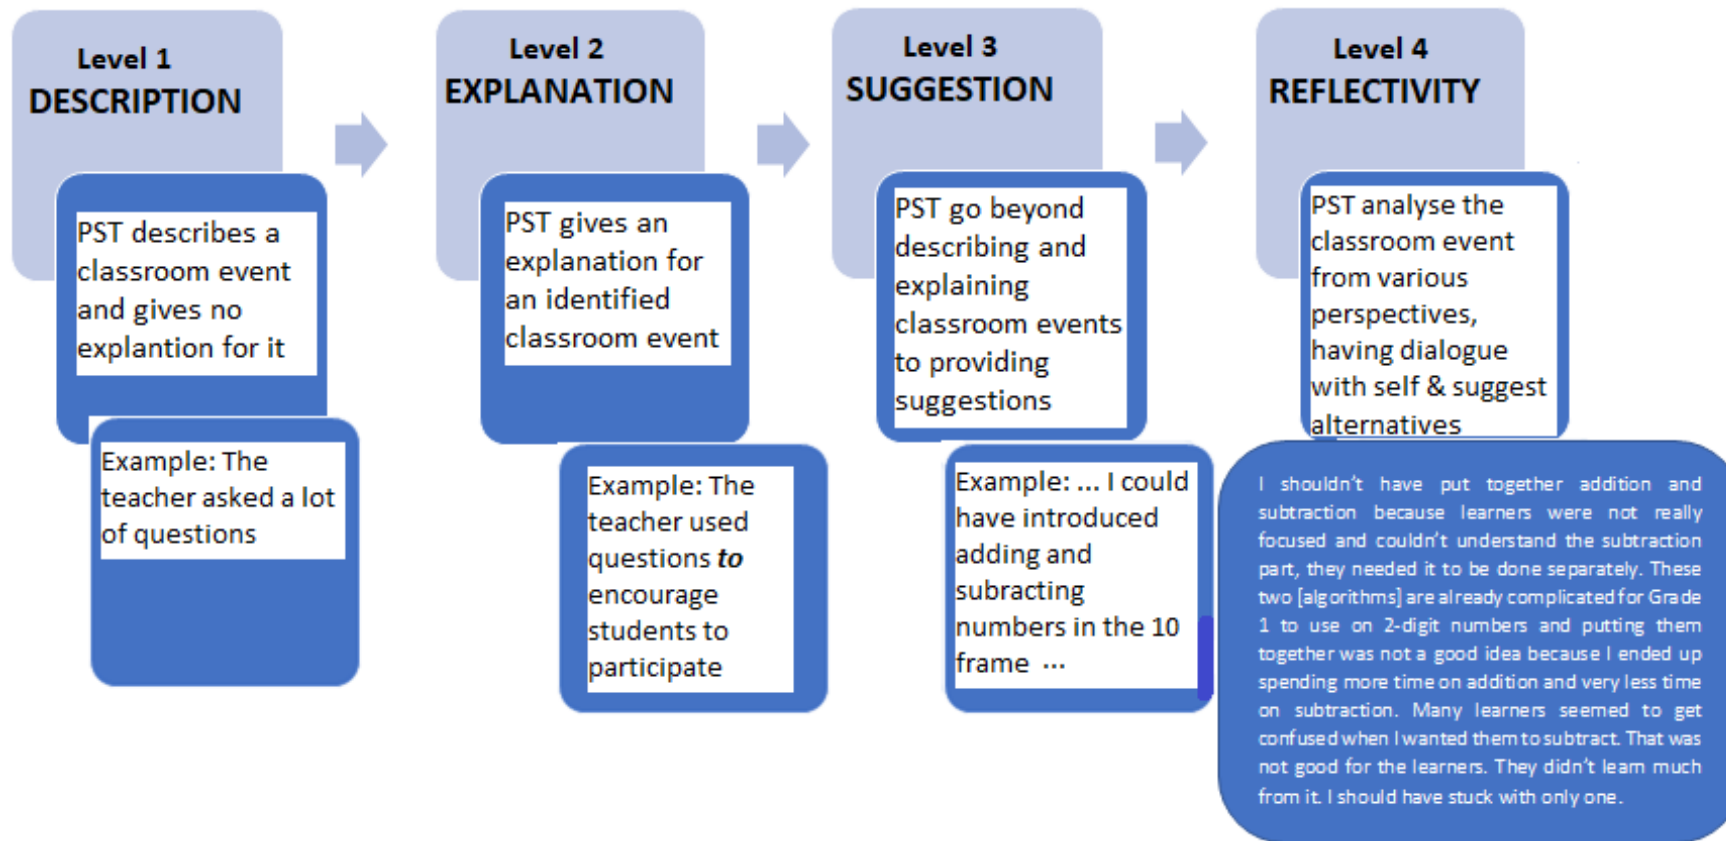 Level 1
DESCRIPTION
PST describes a
classroom event
and gives no
explantion for it
Example: The
teacher asked a lot
of questions
Level 2
EXPLANATION
PST gives an
explanation for
an identified
classroom event
Example: The
teacher used
questions to
encourage
students to
participate
Level 3
SUGGESTION
PST go beyond
describing and
explaining
classroom events
to providing
suggestions
Example: ... I could
have introduced
adding and
subracting
numbers in the 10
frame ...
Level 4
REFLECTIVITY
PST analyse the
classroom event
from various
perspectives,
having dialogue
with self & suggest
alternatives
I shouldn't have put together addition and
subtraction because learners were not really
focused and couldn't understand the subtraction
part, they needed it to be done separately. These
two [algorithms] are already complicated for Grade
1 to use on 2-digit numbers and putting them
together was not a good idea because I ended up
spending more time on addition and very less time
on subtraction. Many learners seemed to get
confused when I wanted them to subtract. That was
not good for the learners. They didn't learn much
from it. I should have stuck with only one.